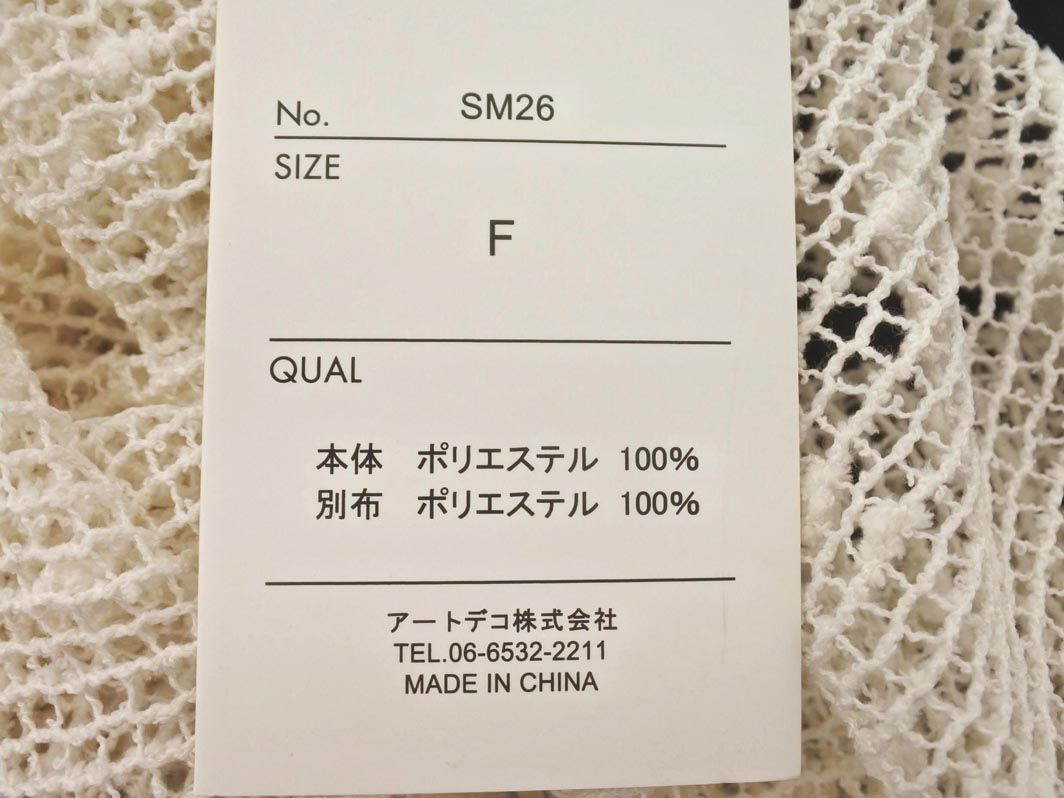 No. SM26
SIZE
F
QUAL
本体 ポリエステル 100%
別布 ポリエステル 100%
アートデコ株式会社
TEL.06-6532-2211
MADE IN CHINA